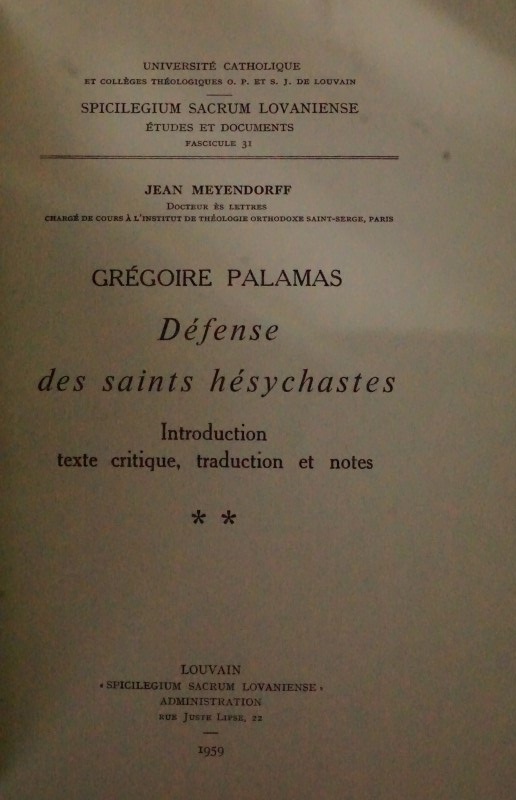 UNIVERSITÉ CATHOLIQUE
ET COLLÈGES THÉOLOGIQUES O. P. ET S. J. DE LOUVAIN
SPICILEGIUM SACRUM LOVANIENSE
ÉTUDES ET DOCUMENTS
FASCICULE 31
JEAN MEYENDORFF
DOCTEUR ÈS LETTRES
CHARGÉ DE COURS À L'INSTITUT DE THÉOLOGIE ORTHODOXE SAINT-SERGE, PARIS
GRÉGOIRE PALAMAS
Défense
des saints hésychastes
Introduction
texte critique, traduction et notes
* *
LOUVAIN
« SPICILEGIUM SACRUM LOVANIENSE »
ADMINISTRATION
RUE JUSTE LIPSE, 22
1959